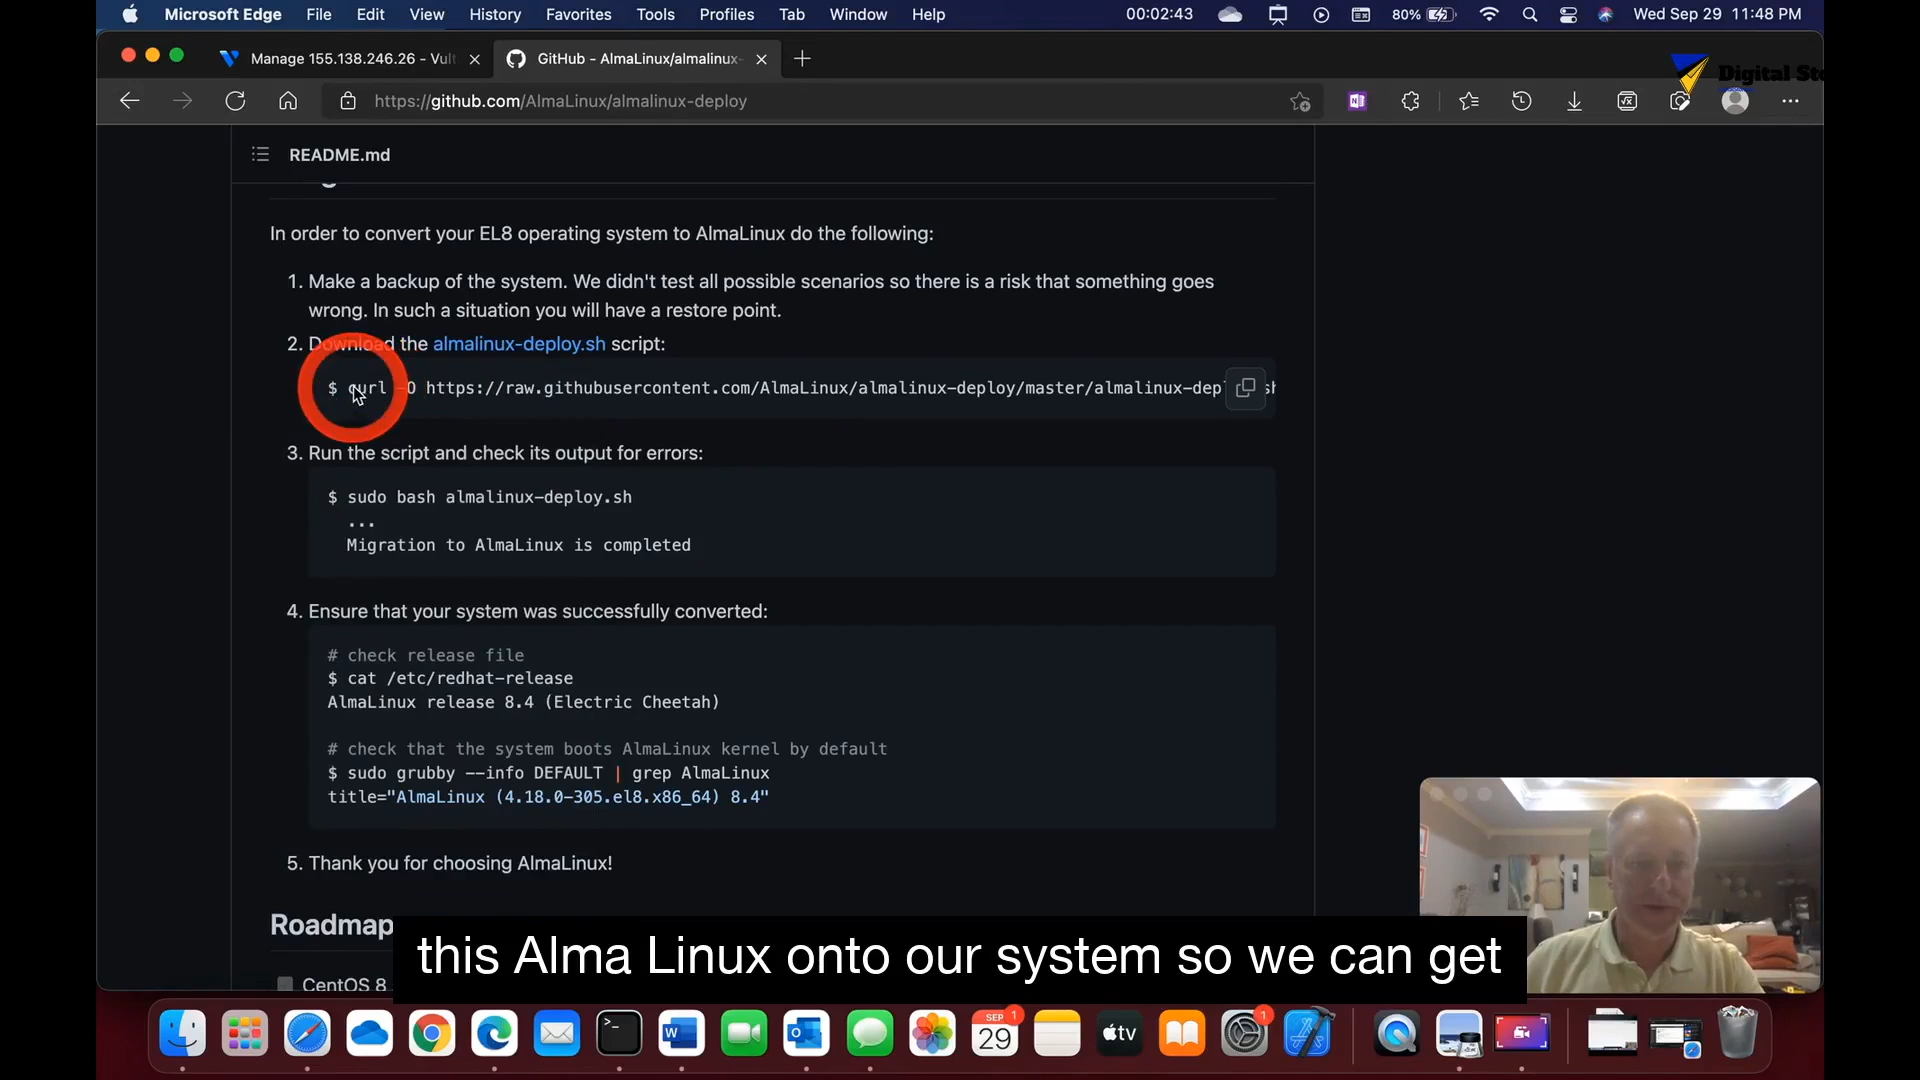 Microsoft Edge File Edit View History Favorites Tools Profiles Tab Window Help 00:02:43 80% Wed Sep 29 11:48 PM
Manage 155.138.246.26 - Vult
GitHub - AlmaLinux/almalinux-
Digital Sto
https://github.com/AlmaLinux/almalinux-deploy
README.md
In order to convert your EL8 operating system to AlmaLinux do the following:
1. Make a backup of the system. We didn't test all possible scenarios so there is a risk that something goes
wrong. In such a situation you will have a restore point.
2. Download the almalinux-deploy.sh script:
$ curl -O https://raw.githubusercontent.com/AlmaLinux/almalinux-deploy/master/almalinux-depl
3. Run the script and check its output for errors:
$ sudo bash almalinux-deploy.sh
...
Migration to AlmaLinux is completed
4. Ensure that your system was successfully converted:
# check release file
$ cat /etc/redhat-release
AlmaLinux release 8.4 (Electric Cheetah)
# check that the system boots AlmaLinux kernel by default
$ sudo grubby --info DEFAULT | grep AlmaLinux
title="AlmaLinux (4.18.0-305.el8.x86_64) 8.4"
5. Thank you for choosing AlmaLinux!
Roadmap
this Alma Linux onto our system so we can get
CentOS 8
SEP 29
tv